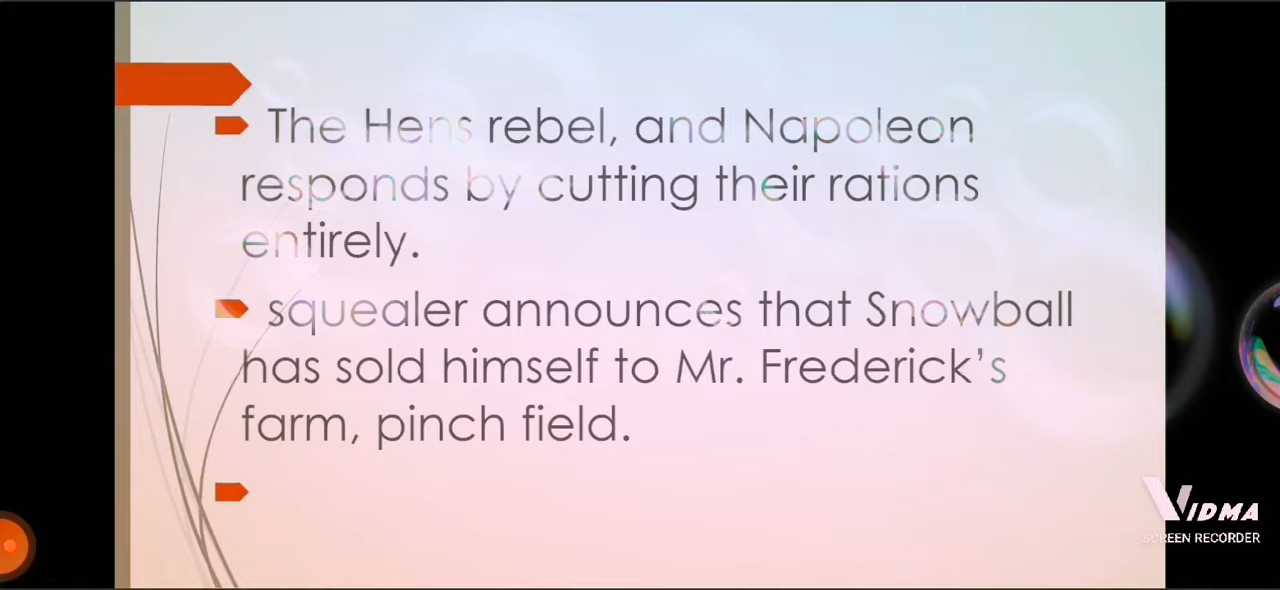 The Hens rebel, and Napoleon
responds by cutting their rations
entirely.
squealer announces that Snowball
has sold himself to Mr. Frederick’s
farm, pinch field.
VIDMA
SCREEN RECORDER